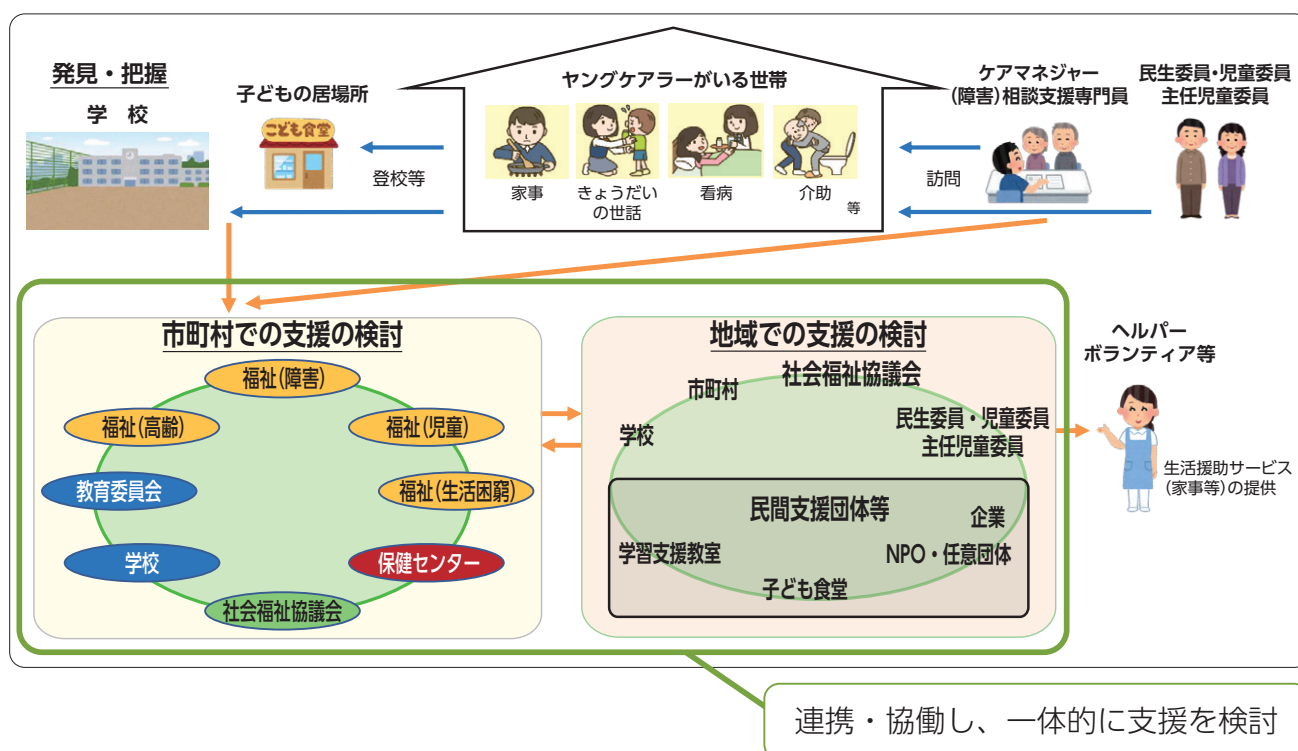 発見・把握
学　校
子どもの居場所
こども食堂
登校等
ヤングケアラーがいる世帯
家事
きょうだい
の世話
看病
介助
等
ケアマネジャー
(障害)相談支援専門員
訪問
民生委員・児童委員
主任児童委員
市町村での支援の検討
福祉(障害)
福祉(高齢)
福祉(児童)
教育委員会
福祉(生活困窮)
学校
保健センター
社会福祉協議会
地域での支援の検討
社会福祉協議会
市町村
学校
民生委員・児童委員
主任児童委員
民間支援団体等
企業
学習支援教室
NPO・任意団体
子ども食堂
ヘルパー
ボランティア等
生活援助サービス
(家事等)の提供
連携・協働し、一体的に支援を検討